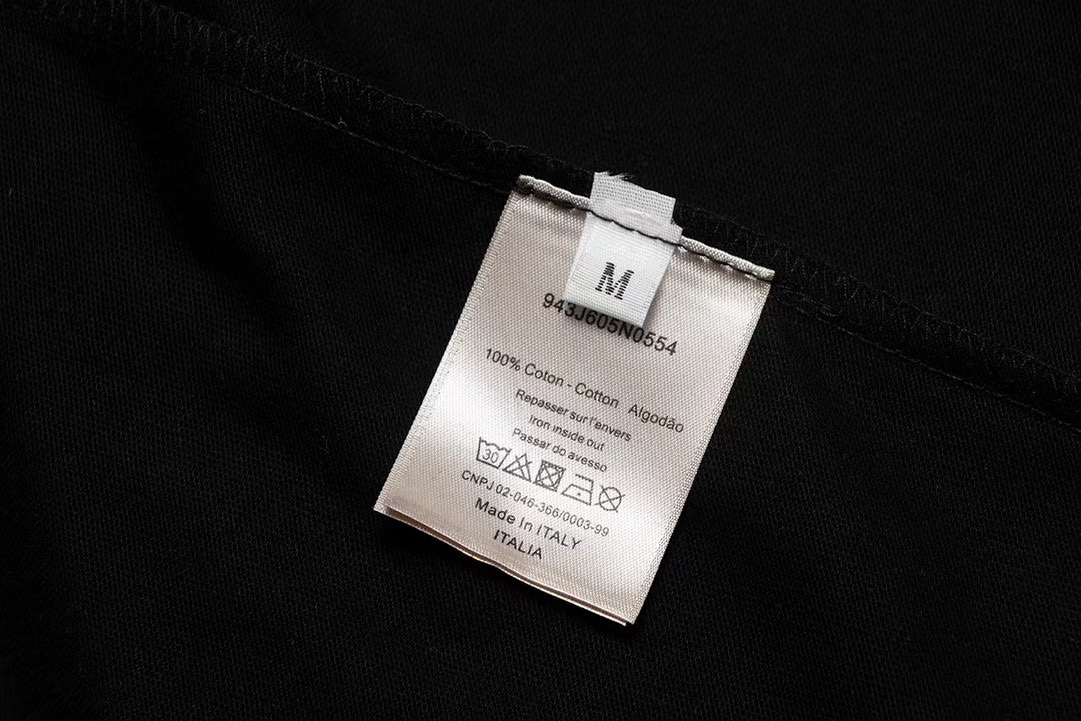 M
943J605N0554
100% Coton - Cotton Algodão
Repasser sur l'envers
Iron inside out
Passar do avesso
30
CNPJ 02-046-366/0003-99
Made In ITALY
ITALIA